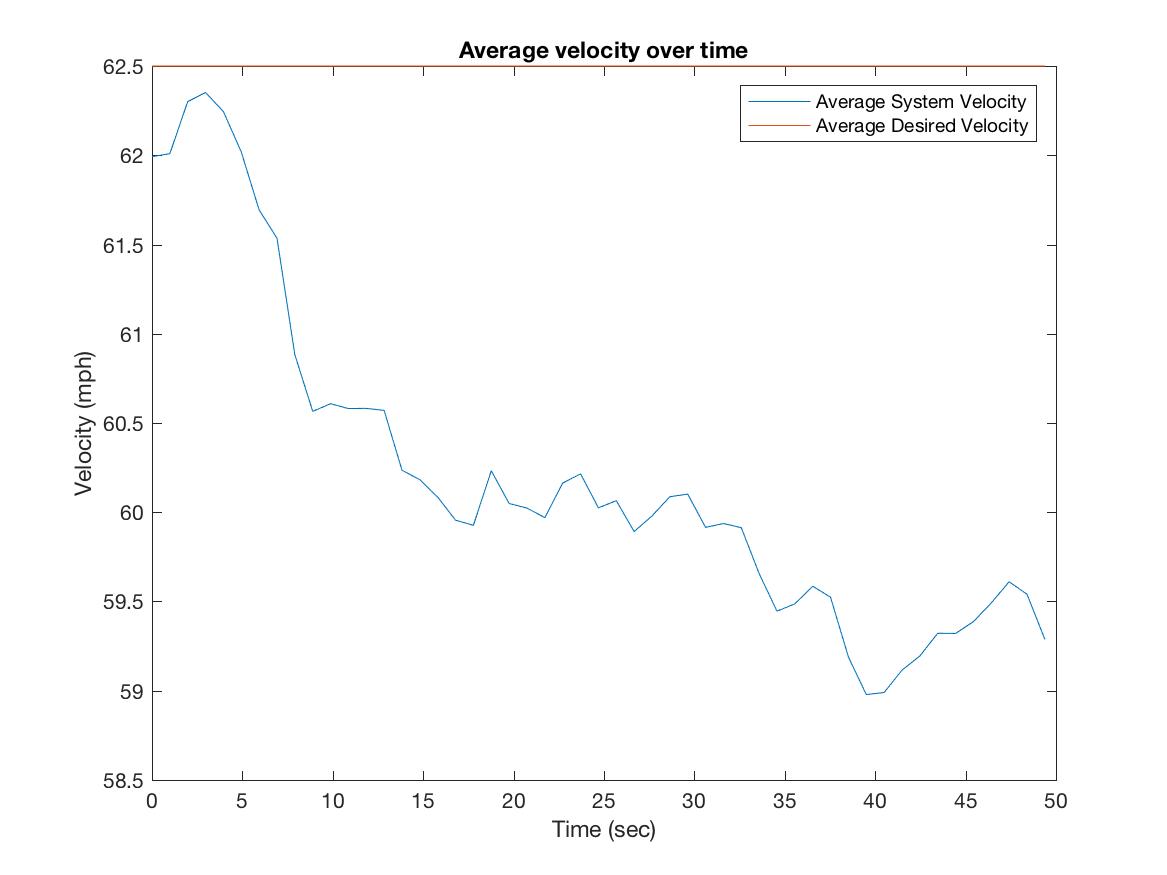 Average velocity over time
62.5
62
61.5
61
60.5
60
59.5
59
58.5
Velocity (mph)
Average System Velocity
Average Desired Velocity
0 5 10 15 20 25 30 35 40 45 50
Time (sec)